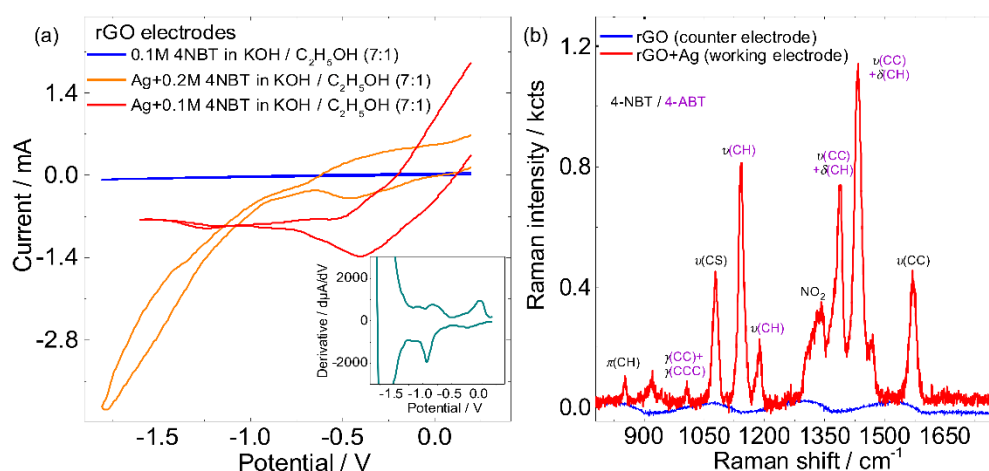 (a)
rGO electrodes
0.1M 4NBT in KOH / C2H5OH (7:1)
Ag+0.2M 4NBT in KOH / C2H5OH (7:1)
Ag+0.1M 4NBT in KOH / C2H5OH (7:1)
Current / mA
1.4
0.0
-1.4
-2.8
-1.5
-1.0
-0.5
0.0
Potential / V
Derivative / dμA/dV
2000
0
-2000
-1.5
-1.0
-0.5
0.0
Potential / V
(b)
rGO (counter electrode)
rGO+Ag (working electrode)
4-NBT / 4-ABT
Raman intensity / kcts
1.2
0.8
0.4
0.0
π(CH)
γ(CC)+
γ(CCC)
υ(CS)
υ(CH)
υ(CH)
NO2
υ(CC)
+δ(CH)
υ(CC)
+δ(CH)
υ(CC)
900
1050
1200
1350
1500
1650
Raman shift / cm-1